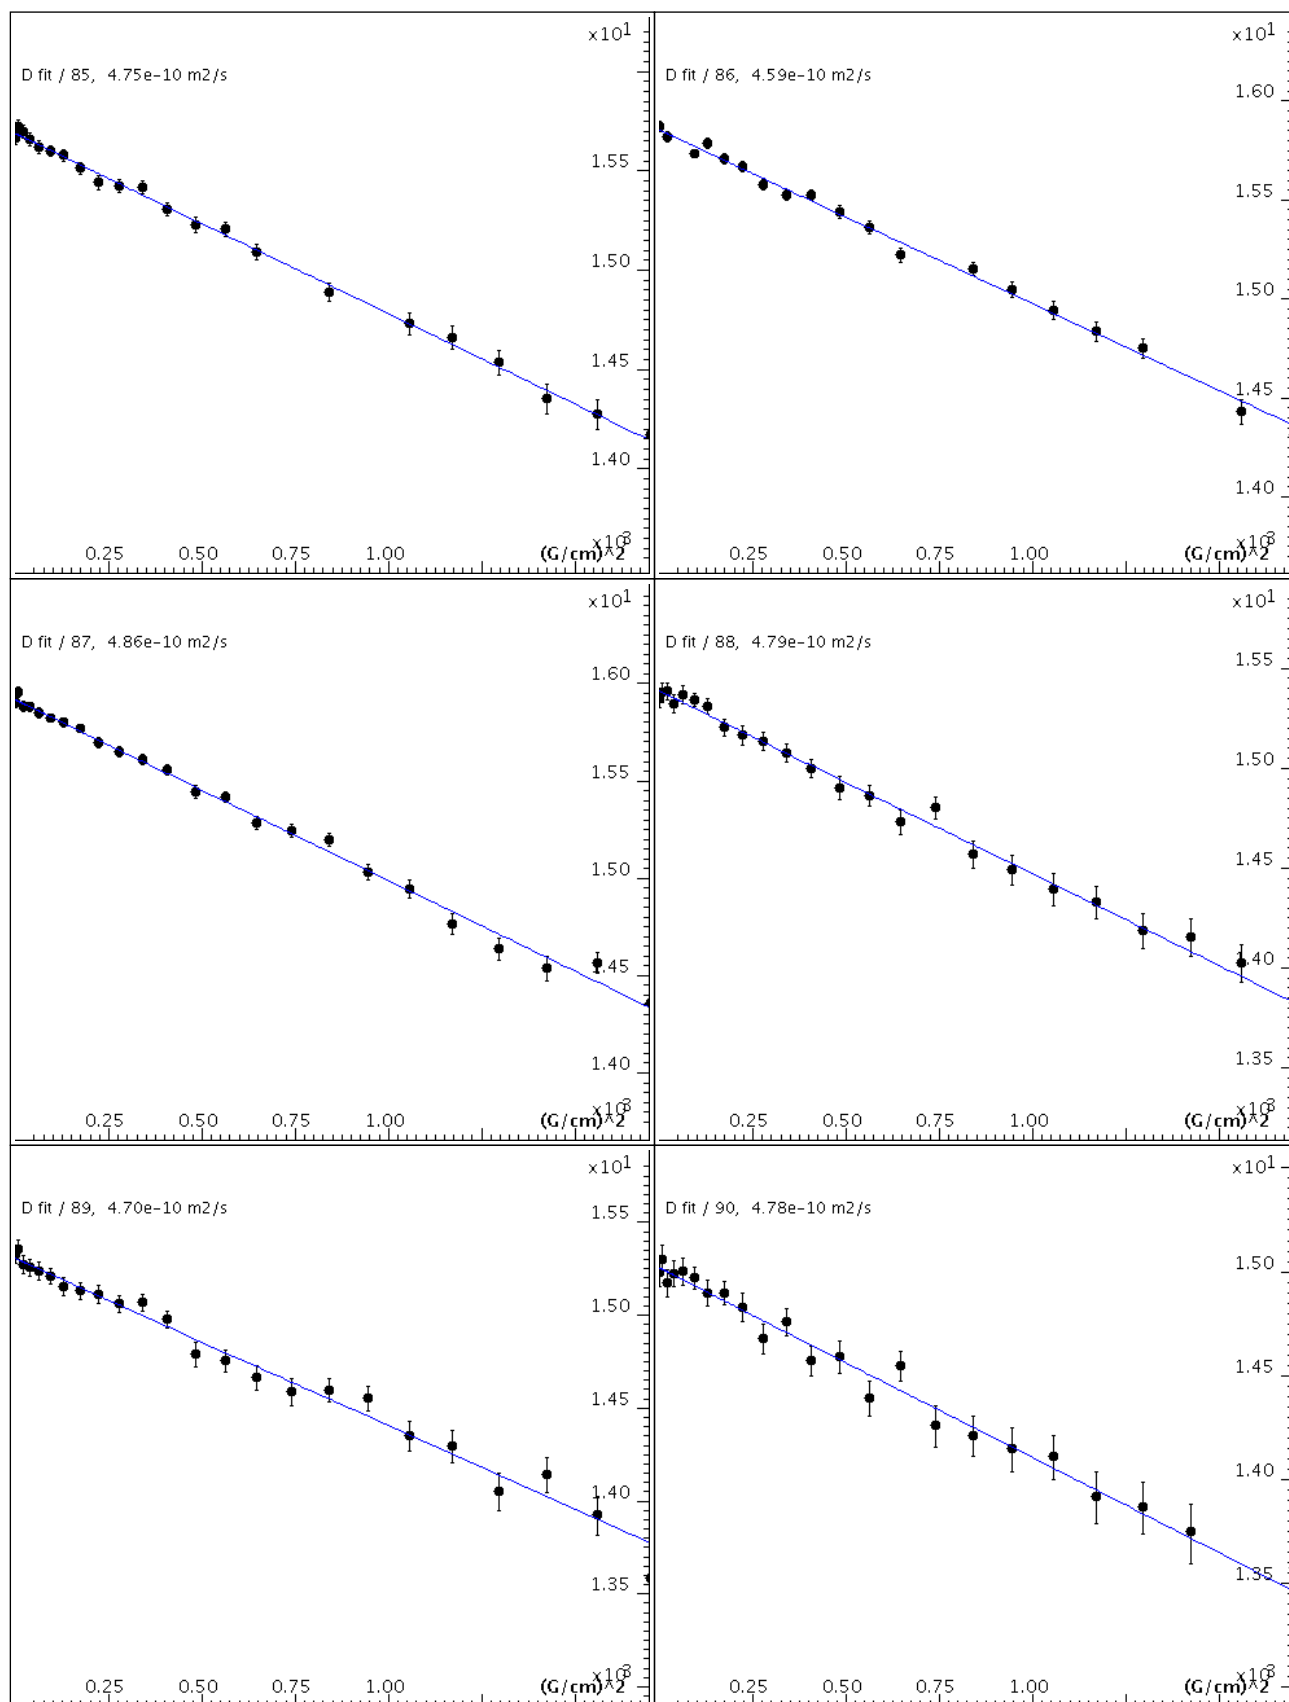 x10¹
D fit / 85, 4.75e-10 m2/s
1.55
1.50
1.45
1.40
x10³
0.25 0.50 0.75 1.00 (G/cm)^2
x10¹
D fit / 86, 4.59e-10 m2/s
1.60
1.55
1.50
1.45
1.40
x10³
0.25 0.50 0.75 1.00 (G/cm)^2
x10¹
D fit / 87, 4.86e-10 m2/s
1.60
1.55
1.50
1.45
1.40
x10³
0.25 0.50 0.75 1.00 (G/cm)^2
x10¹
D fit / 88, 4.79e-10 m2/s
1.55
1.50
1.45
1.40
1.35
x10³
0.25 0.50 0.75 1.00 (G/cm)^2
x10¹
D fit / 89, 4.70e-10 m2/s
1.55
1.50
1.45
1.40
1.35
x10³
0.25 0.50 0.75 1.00 (G/cm)^2
x10¹
D fit / 90, 4.78e-10 m2/s
1.50
1.45
1.40
1.35
x10³
0.25 0.50 0.75 1.00 (G/cm)^2